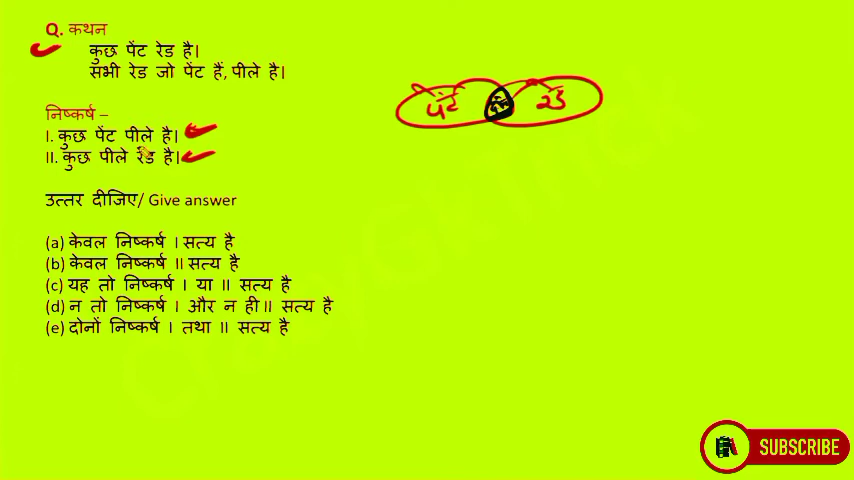 Q. कथन
कुछ पेंट रेड है।
सभी रेड जो पेंट हैं, पीले है।
पेंट रेड
निष्कर्ष –
I. कुछ पेंट पीले है।
II. कुछ पीले रेड है।
उत्तर दीजिए/ Give answer
(a) केवल निष्कर्ष I सत्य है
(b) केवल निष्कर्ष II सत्य है
(c) यह तो निष्कर्ष I या II सत्य है
(d) न तो निष्कर्ष I और न ही II सत्य है
(e) दोनों निष्कर्ष I तथा II सत्य है
SUBSCRIBE